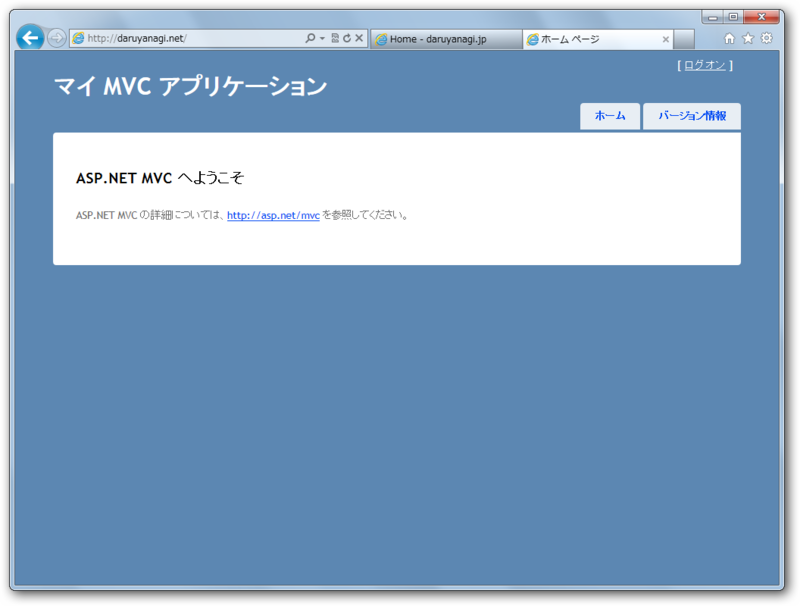 http://daruyanagi.net/
Home - daruyanagi.jp
ホーム ページ
[ ログオン ]
マイ MVC アプリケーション
ホーム
バージョン情報
ASP.NET MVC へようこそ
ASP.NET MVC の詳細については、http://asp.net/mvc を参照してください。